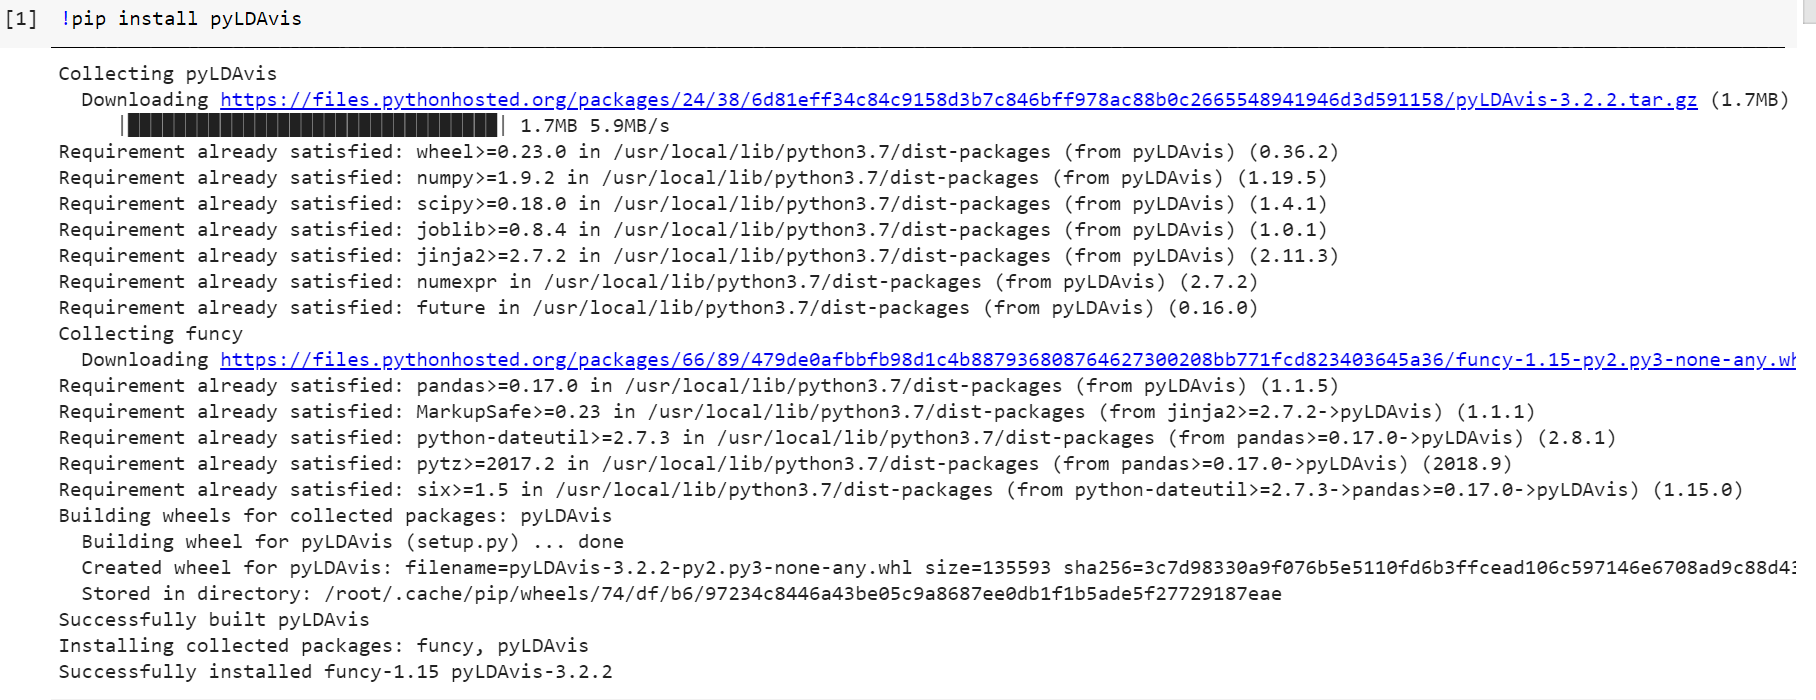 [1] !pip install pyLDAvis
Collecting pyLDAvis
Downloading https://files.pythonhosted.org/packages/24/38/6d81eff34c84c9158d3b7c846bff978ac88b0c2665548941946d3d591158/pyLDAvis-3.2.2.tar.gz (1.7MB)
|████████████████████████████████| 1.7MB 5.9MB/s
Requirement already satisfied: wheel>=0.23.0 in /usr/local/lib/python3.7/dist-packages (from pyLDAvis) (0.36.2)
Requirement already satisfied: numpy>=1.9.2 in /usr/local/lib/python3.7/dist-packages (from pyLDAvis) (1.19.5)
Requirement already satisfied: scipy>=0.18.0 in /usr/local/lib/python3.7/dist-packages (from pyLDAvis) (1.4.1)
Requirement already satisfied: joblib>=0.8.4 in /usr/local/lib/python3.7/dist-packages (from pyLDAvis) (1.0.1)
Requirement already satisfied: jinja2>=2.7.2 in /usr/local/lib/python3.7/dist-packages (from pyLDAvis) (2.11.3)
Requirement already satisfied: numexpr in /usr/local/lib/python3.7/dist-packages (from pyLDAvis) (2.7.2)
Requirement already satisfied: future in /usr/local/lib/python3.7/dist-packages (from pyLDAvis) (0.16.0)
Collecting funcy
Downloading https://files.pythonhosted.org/packages/66/89/479de0afbbfb98d1c4b887936808764627300208bb771fcd823403645a36/funcy-1.15-py2.py3-none-any.wh
Requirement already satisfied: pandas>=0.17.0 in /usr/local/lib/python3.7/dist-packages (from pyLDAvis) (1.1.5)
Requirement already satisfied: MarkupSafe>=0.23 in /usr/local/lib/python3.7/dist-packages (from jinja2>=2.7.2->pyLDAvis) (1.1.1)
Requirement already satisfied: python-dateutil>=2.7.3 in /usr/local/lib/python3.7/dist-packages (from pandas>=0.17.0->pyLDAvis) (2.8.1)
Requirement already satisfied: pytz>=2017.2 in /usr/local/lib/python3.7/dist-packages (from pandas>=0.17.0->pyLDAvis) (2018.9)
Requirement already satisfied: six>=1.5 in /usr/local/lib/python3.7/dist-packages (from python-dateutil>=2.7.3->pandas>=0.17.0->pyLDAvis) (1.15.0)
Building wheels for collected packages: pyLDAvis
Building wheel for pyLDAvis (setup.py) ... done
Created wheel for pyLDAvis: filename=pyLDAvis-3.2.2-py2.py3-none-any.whl size=135593 sha256=3c7d98330a9f076b5e5110fd6b3ffcead106c597146e6708ad9c88d43
Stored in directory: /root/.cache/pip/wheels/74/df/b6/97234c8446a43be05c9a8687ee0db1f1b5ade5f27729187eae
Successfully built pyLDAvis
Installing collected packages: funcy, pyLDAvis
Successfully installed funcy-1.15 pyLDAvis-3.2.2